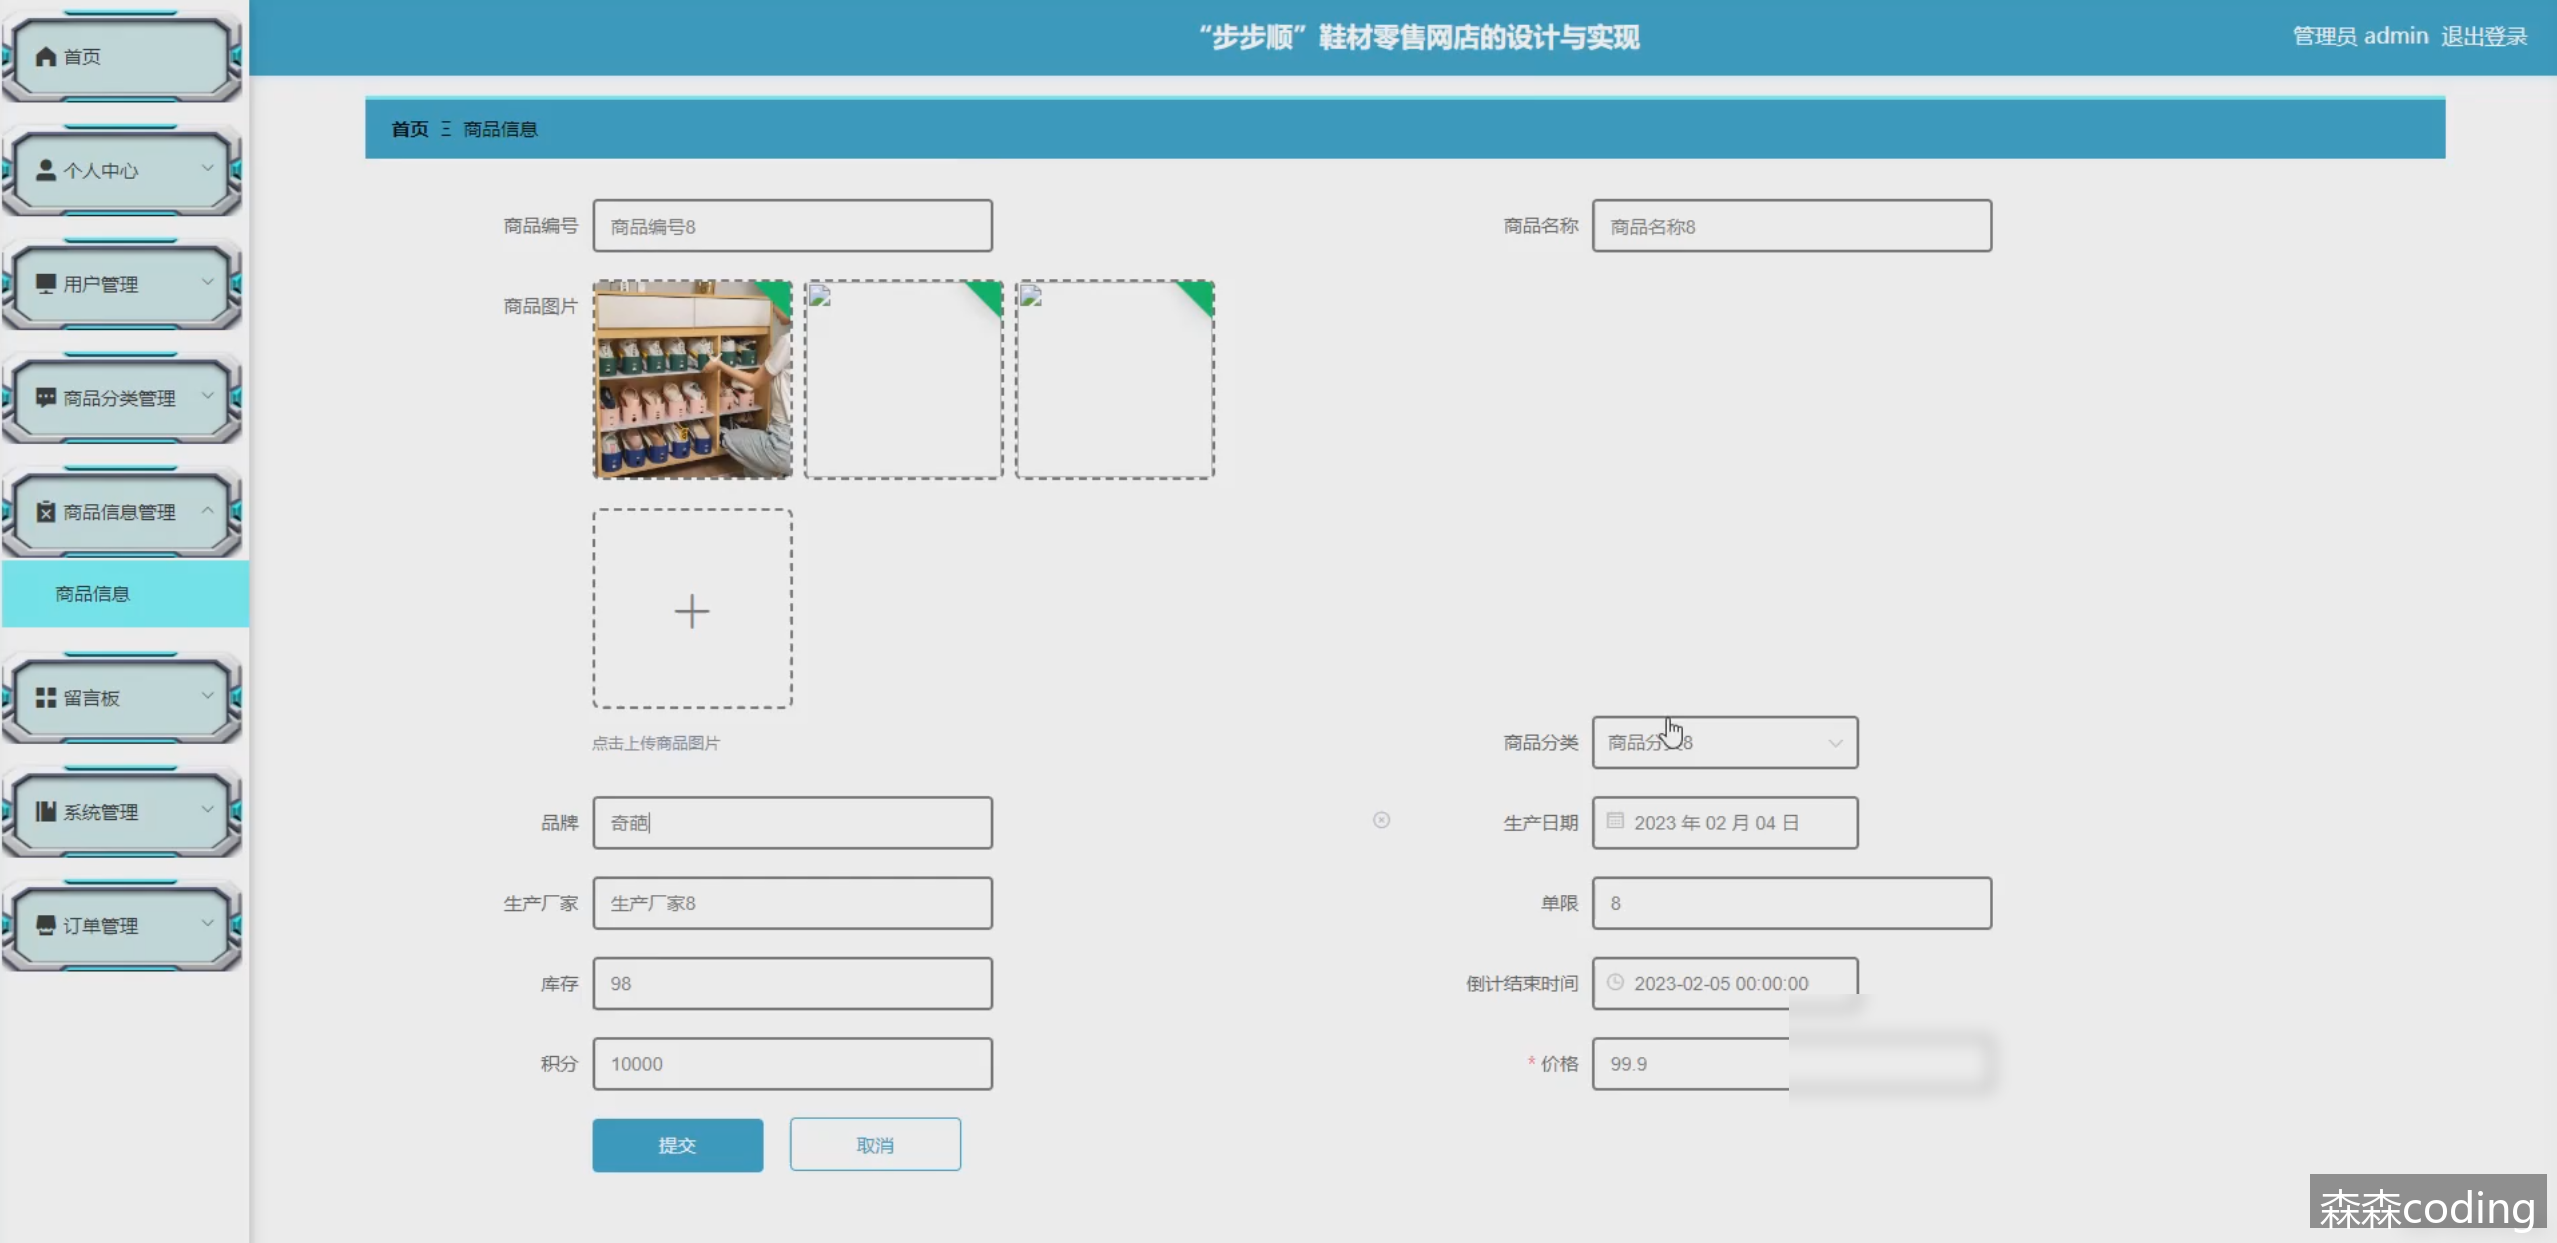 “步步顺”鞋材零售网店的设计与实现
管理员 admin 退出登录
首页
个人中心
用户管理
商品分类管理
商品信息管理
商品信息
留言板
系统管理
订单管理
首页 Ξ 商品信息
商品编号 商品编号8
商品名称 商品名称8
商品图片
点击上传商品图片
商品分类 商品分类8
品牌 奇葩
生产日期 2023 年 02 月 04 日
生产厂家 生产厂家8
单限 8
库存 98
倒计结束时间 2023-02-05 00:00:00
积分 10000
* 价格 99.9
提交 取消
森森coding